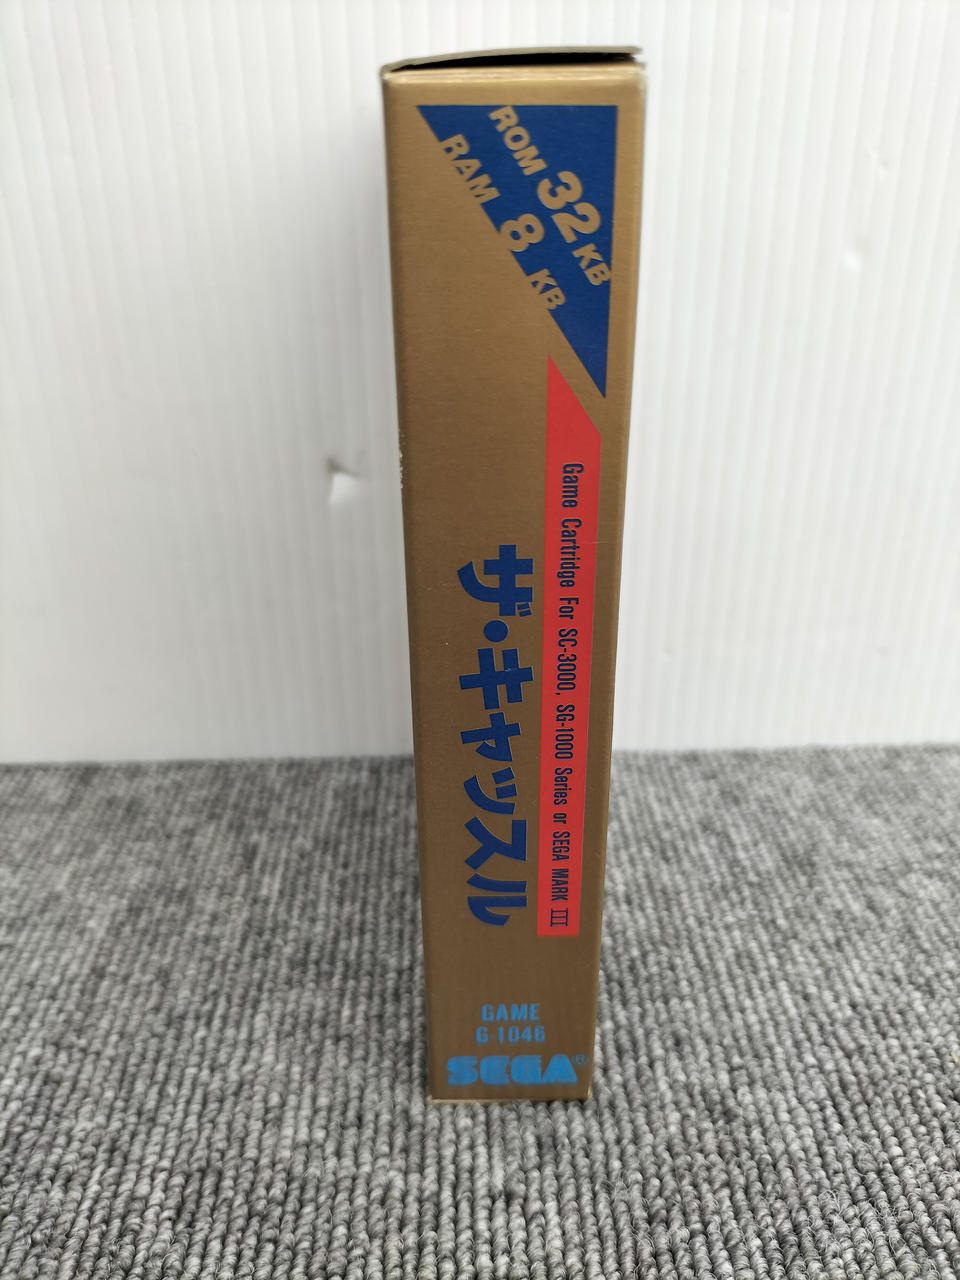 ROM 32 KB
RAM 8 KB
Game Cartridge For SC-3000, SG-1000 Series or SEGA MARK III
ザ・キャッスル
GAME
G-1046
SEGA®